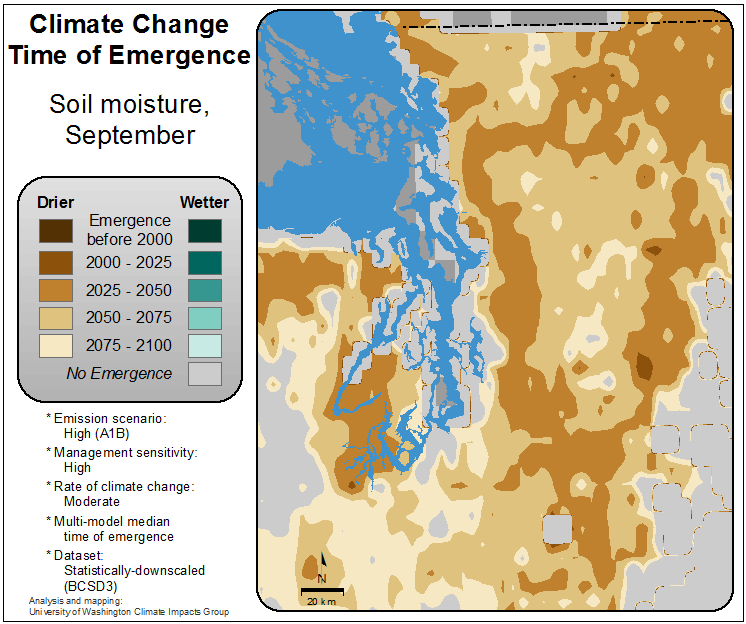 Climate Change
Time of Emergence
Soil moisture,
September
Drier
Wetter
Emergence
before 2000
2000 - 2025
2025 - 2050
2050 - 2075
2075 - 2100
No Emergence
* Emission scenario:
High (A1B)
* Management sensitivity:
High
* Rate of climate change:
Moderate
* Multi-model median
time of emergence
* Dataset:
Statistically-downscaled
(BCSD3)
Analysis and mapping:
University of Washington Climate Impacts Group
N
20 km